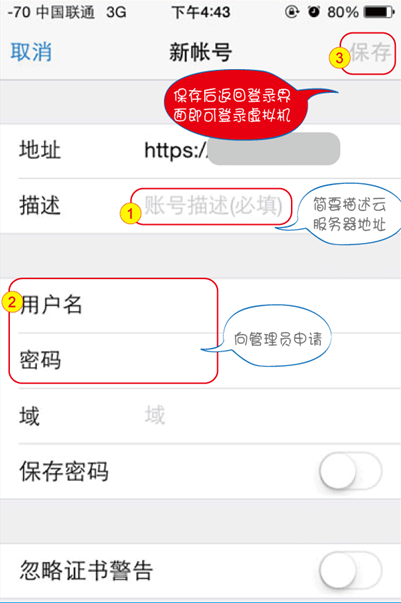 -70 中国联通 3G 下午4:43 80%
取消 新帐号 3 保存
保存后返回登录界
面即可登录虚拟机
地址 https:/
描述 1 账号描述(必填)
简要描述云
服务器地址
2 用户名
向管理员申请
密码
域 域
保存密码
忽略证书警告